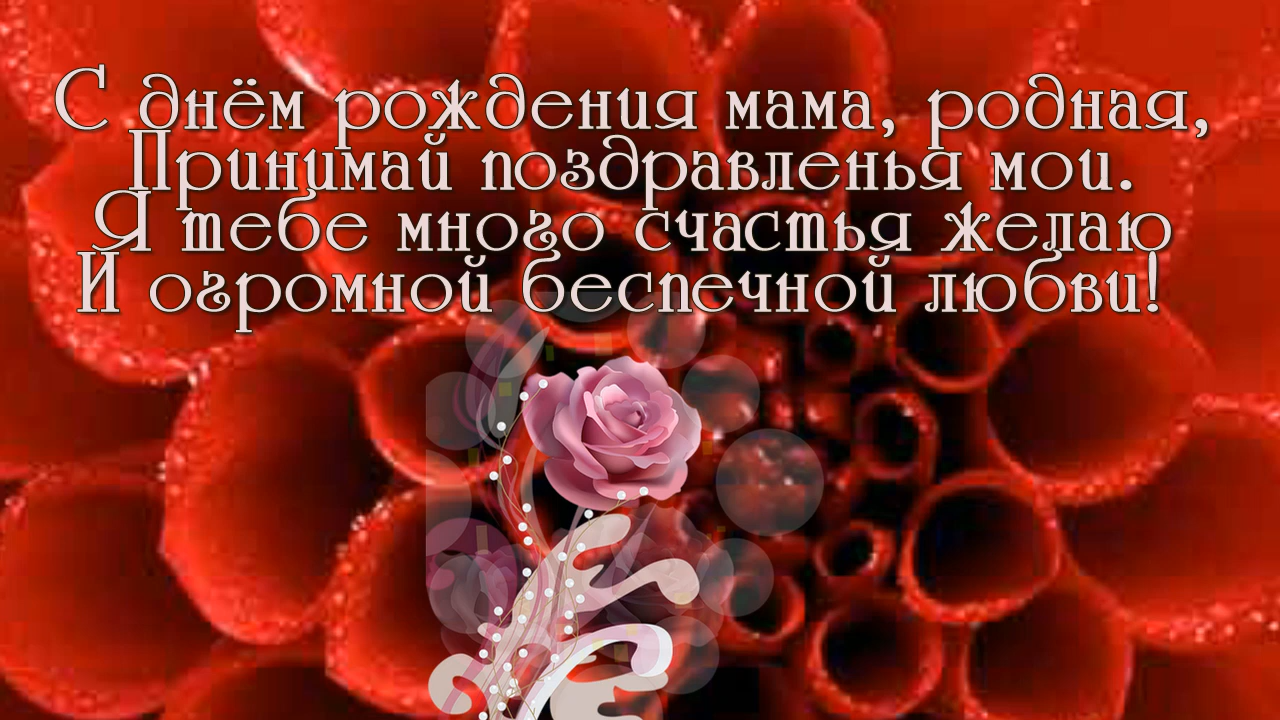 С днём рождения мама, родная,
Принимай поздравленья мои.
Я тебе много счастья желаю
И огромной беспечной любви!